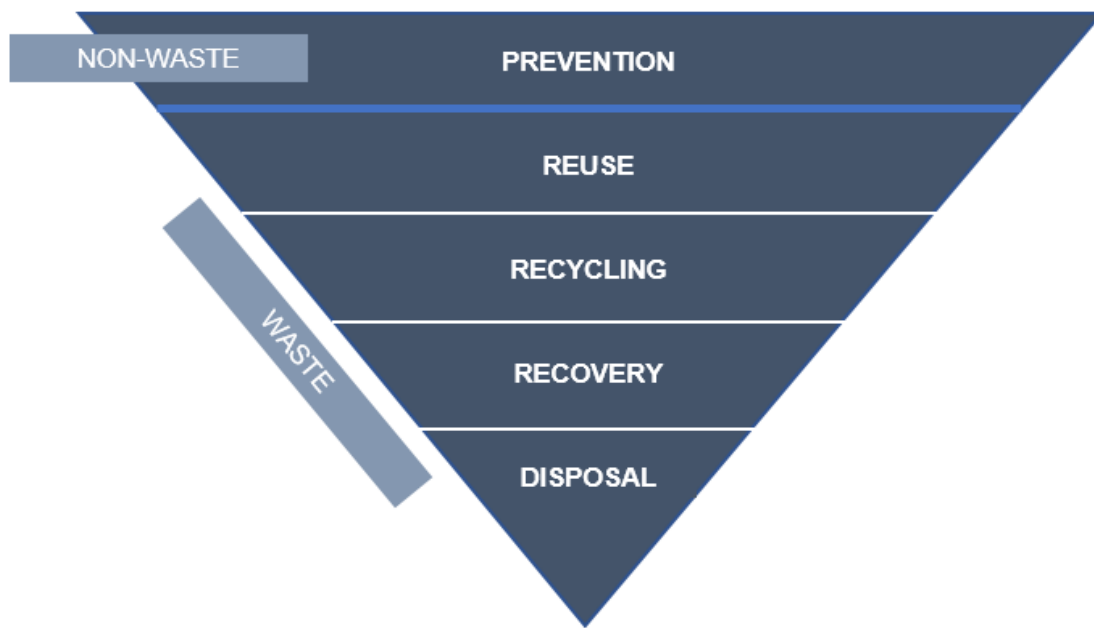 NON-WASTE
PREVENTION
REUSE
RECYCLING
WASTE
RECOVERY
DISPOSAL